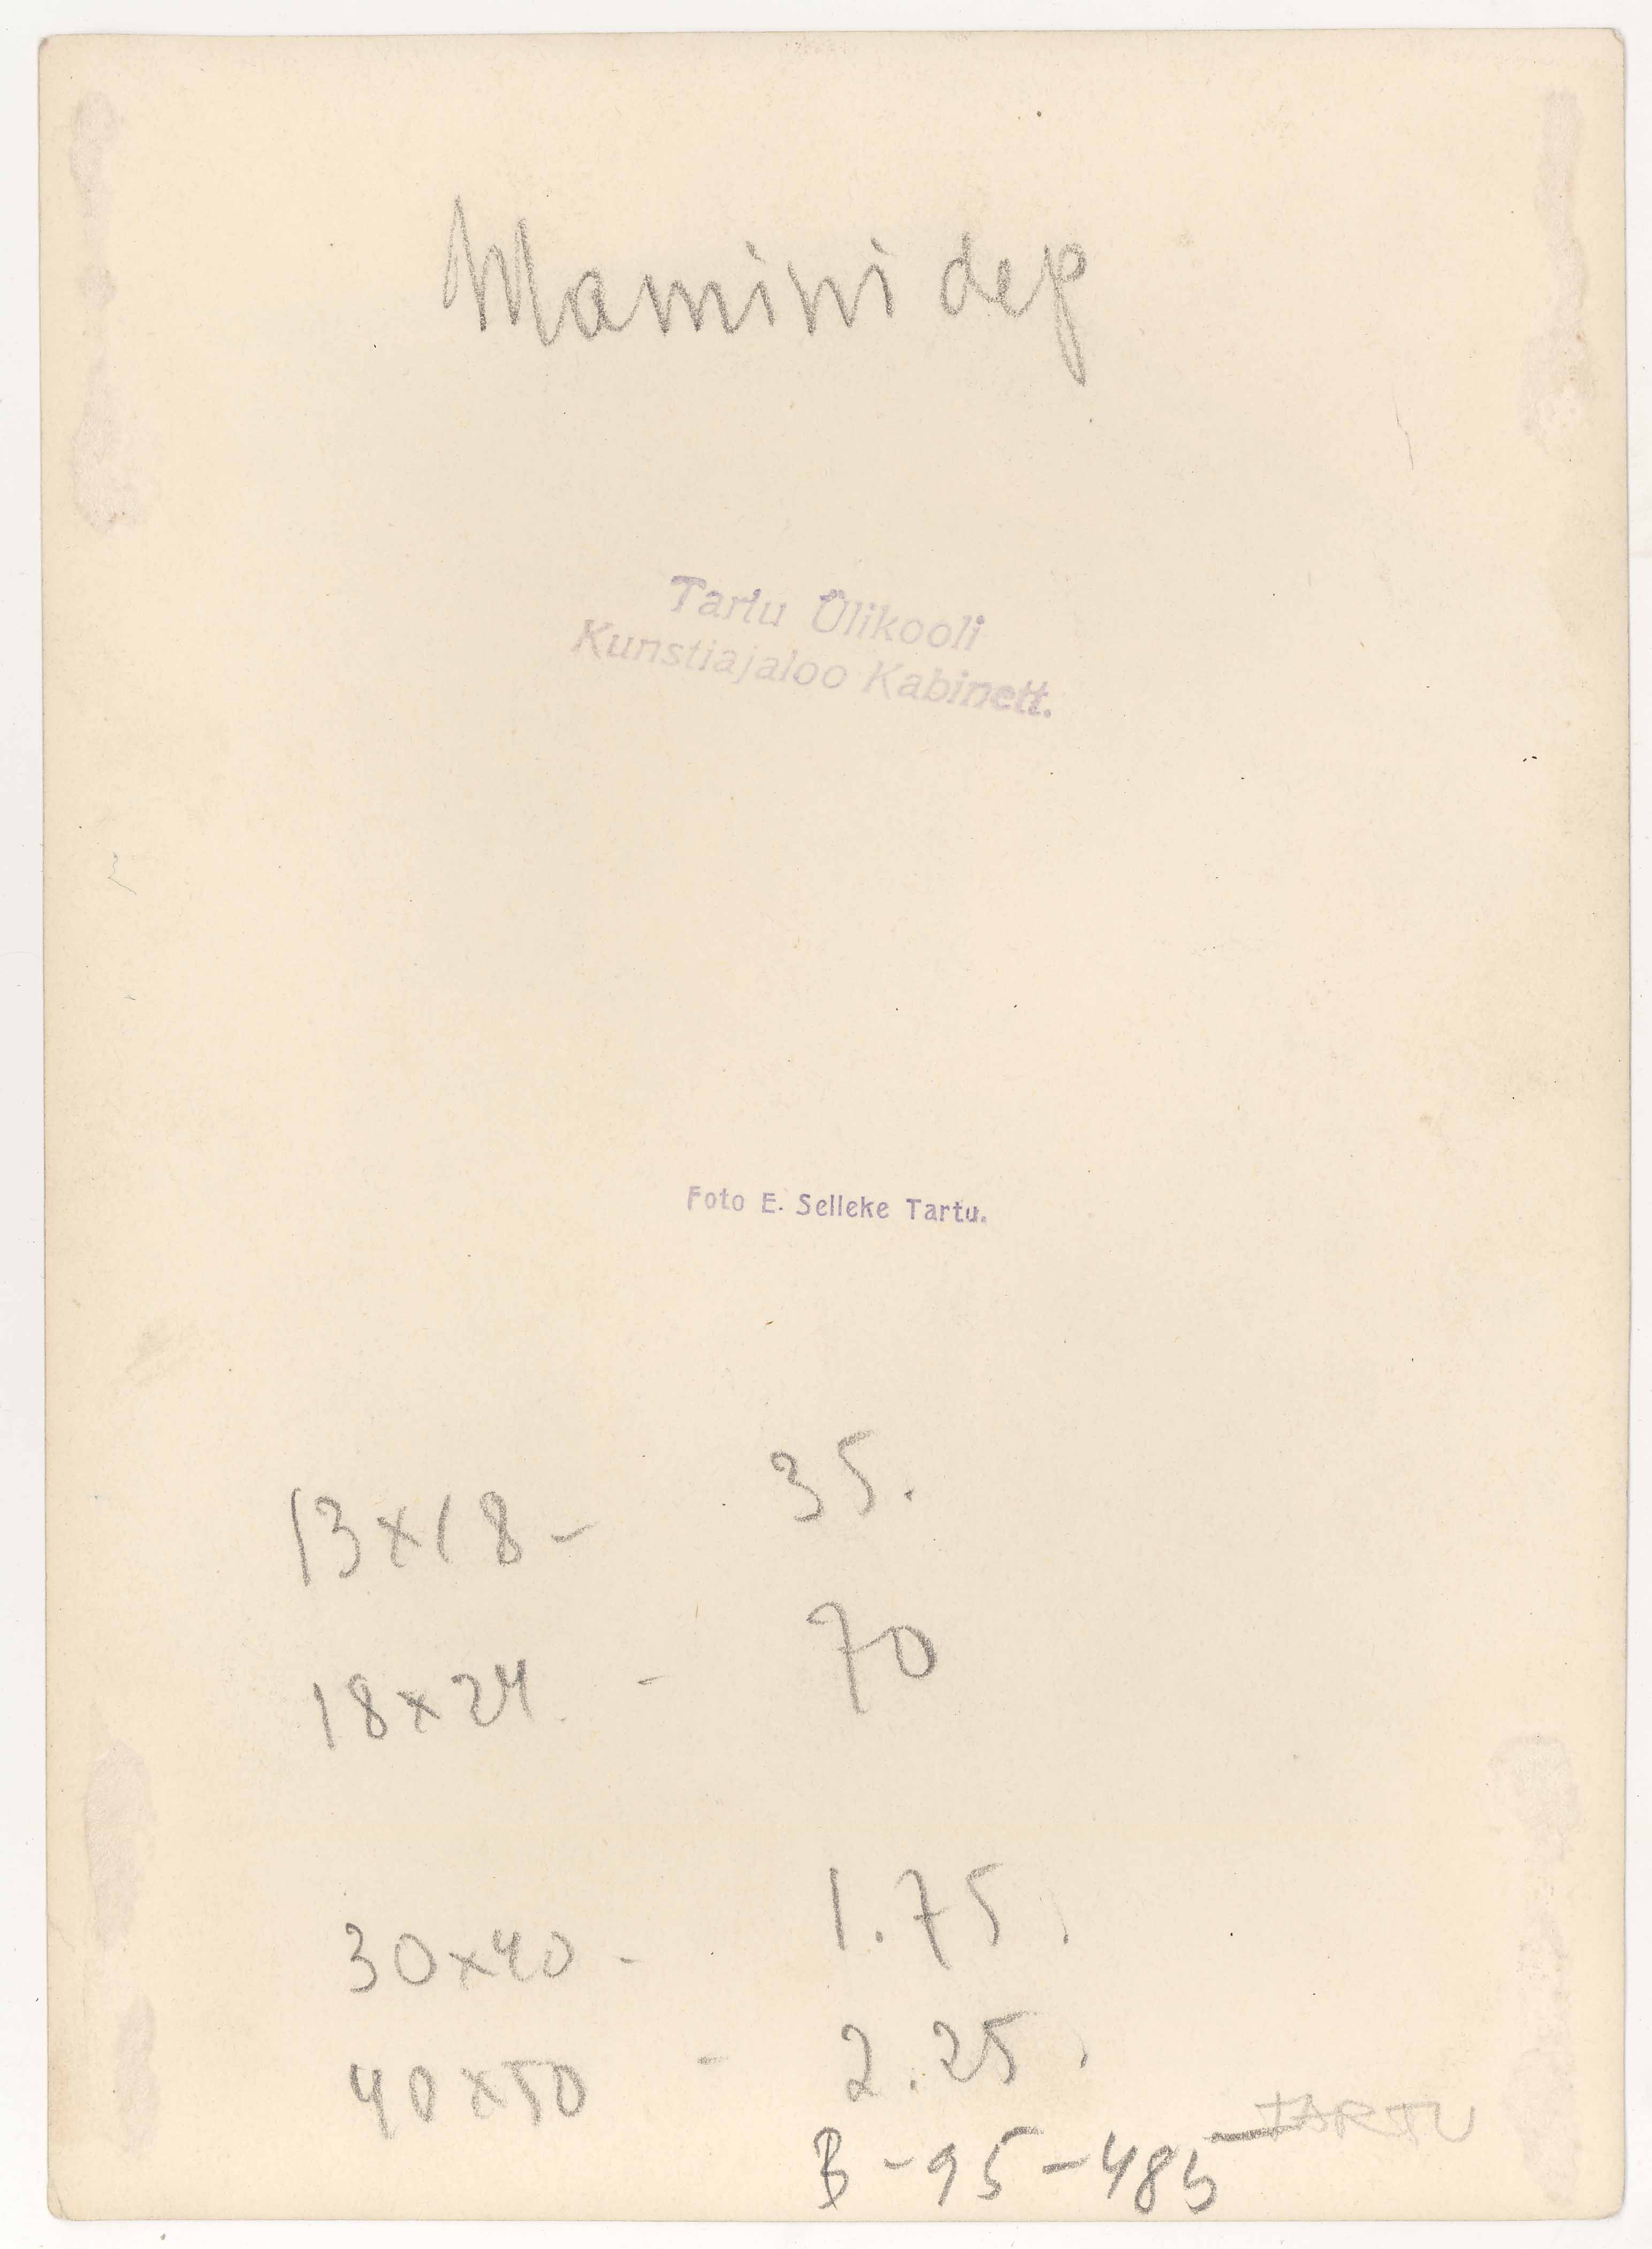 Mamini dep
Tartu Ülikooli
Kunstiajaloo Kabinett.
Foto E. Selleke Tartu.
13x18 - 35.
18x24 - 70
30x40 - 1.75.
40x50 - 2.25.
TARTU
B-95-485